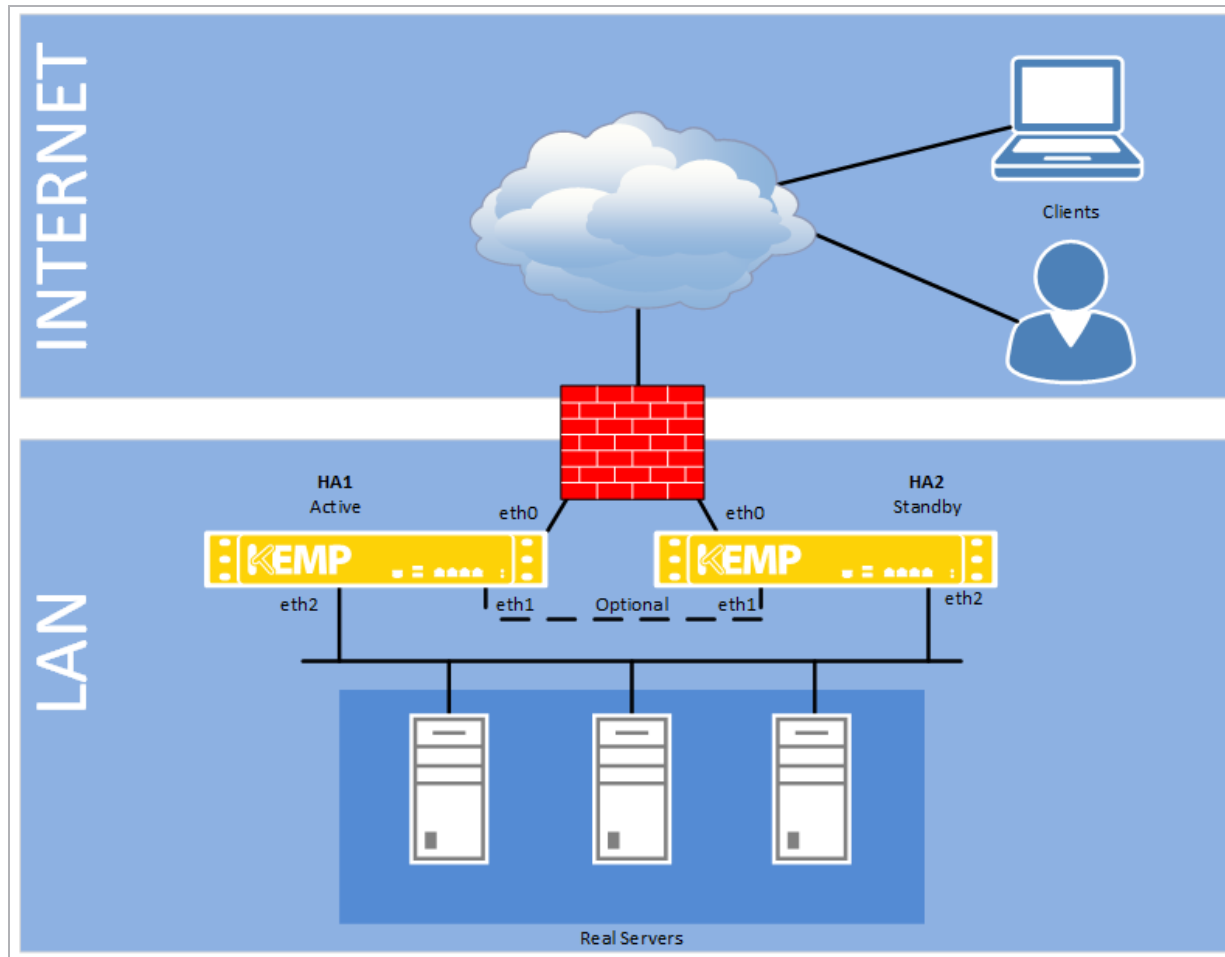 INTERNET
Clients
LAN
HA1
Active
HA2
Standby
eth0
eth0
KEMP
KEMP
eth2
eth1
Optional
eth1
eth2
Real Servers